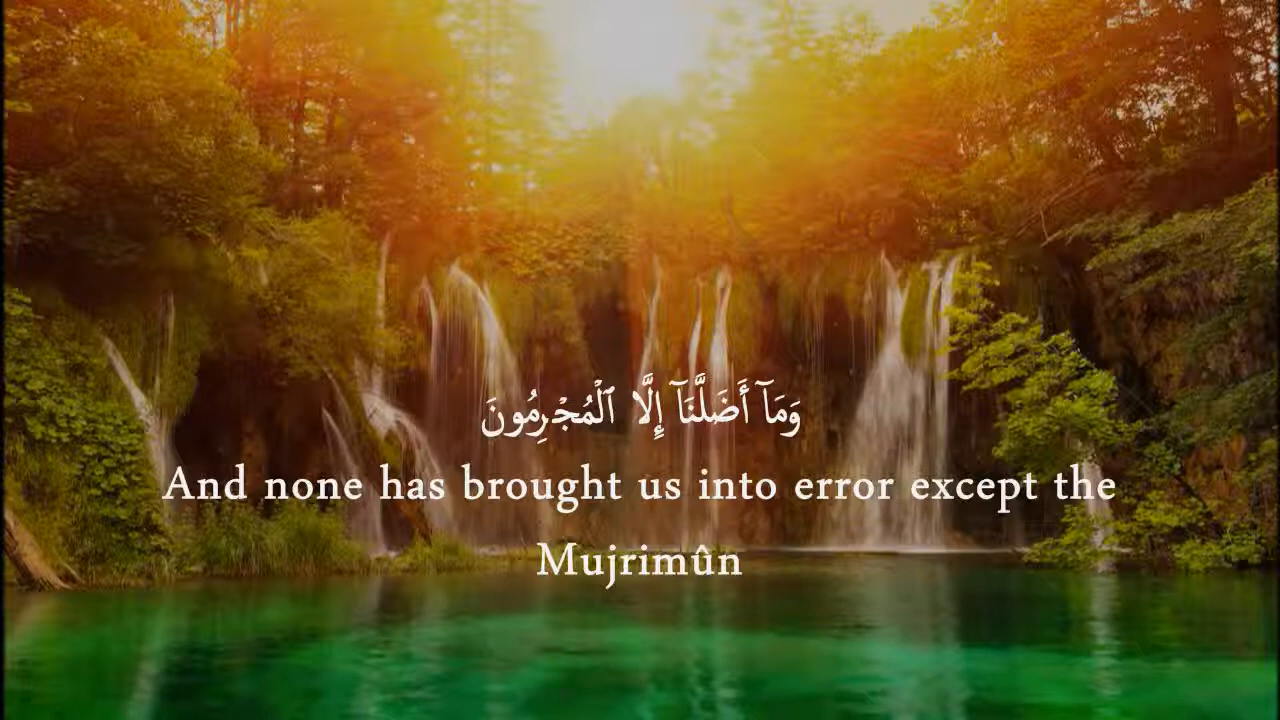 وَمَآ أَضَلَّنَآ إِلَّا ٱلْمُجْرِمُونَ
And none has brought us into error except the
Mujrimûn